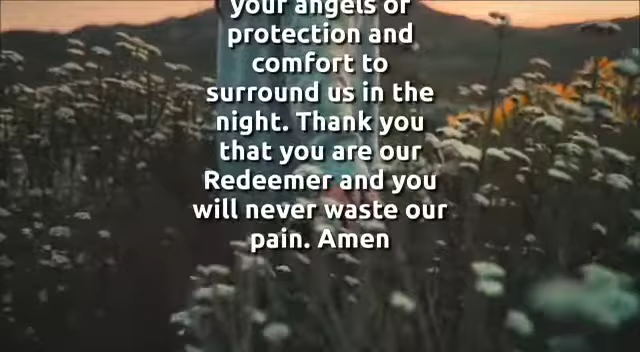 your angels of
protection and
comfort to
surround us in the
night. Thank you
that you are our
Redeemer and you
will never waste our
pain. Amen